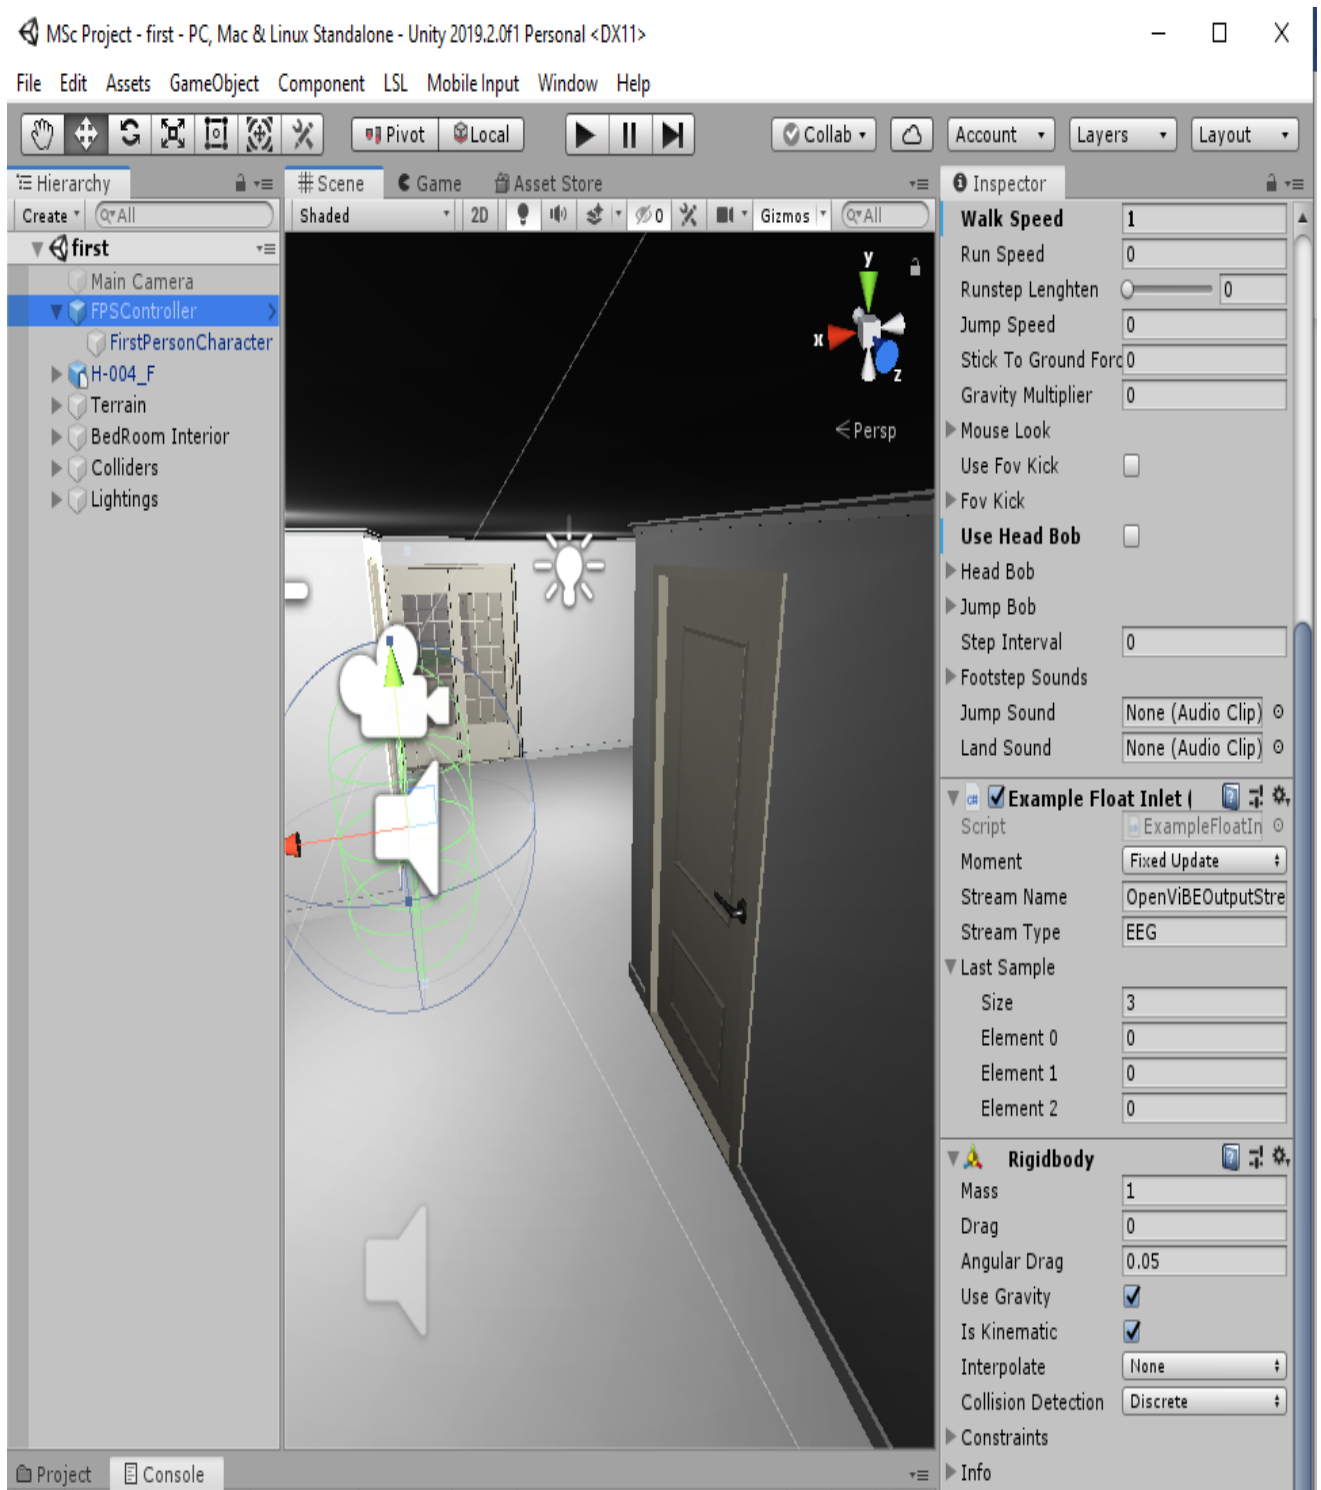 MSc Project - first - PC, Mac & Linux Standalone - Unity 2019.2.0f1 Personal <DX11>
File Edit Assets GameObject Component LSL Mobile Input Window Help
Pivot Local Collab Account Layers Layout
Hierarchy
Create All
first
Main Camera
FPSController
FirstPersonCharacter
H-004_F
Terrain
BedRoom Interior
Colliders
Lightings
Scene Game Asset Store
Shaded 2D 0 Gizmos All
y
x
z
Persp
Inspector
Walk Speed 1
Run Speed 0
Runstep Lenghten 0
Jump Speed 0
Stick To Ground Forc 0
Gravity Multiplier 0
Mouse Look
Use Fov Kick
Fov Kick
Use Head Bob
Head Bob
Jump Bob
Step Interval 0
Footstep Sounds
Jump Sound None (Audio Clip)
Land Sound None (Audio Clip)
c# Example Float Inlet (
Script ExampleFloatIn
Moment Fixed Update
Stream Name OpenViBEOutputStre
Stream Type EEG
Last Sample
Size 3
Element 0 0
Element 1 0
Element 2 0
Rigidbody
Mass 1
Drag 0
Angular Drag 0.05
Use Gravity
Is Kinematic
Interpolate None
Collision Detection Discrete
Constraints
Info
Project Console